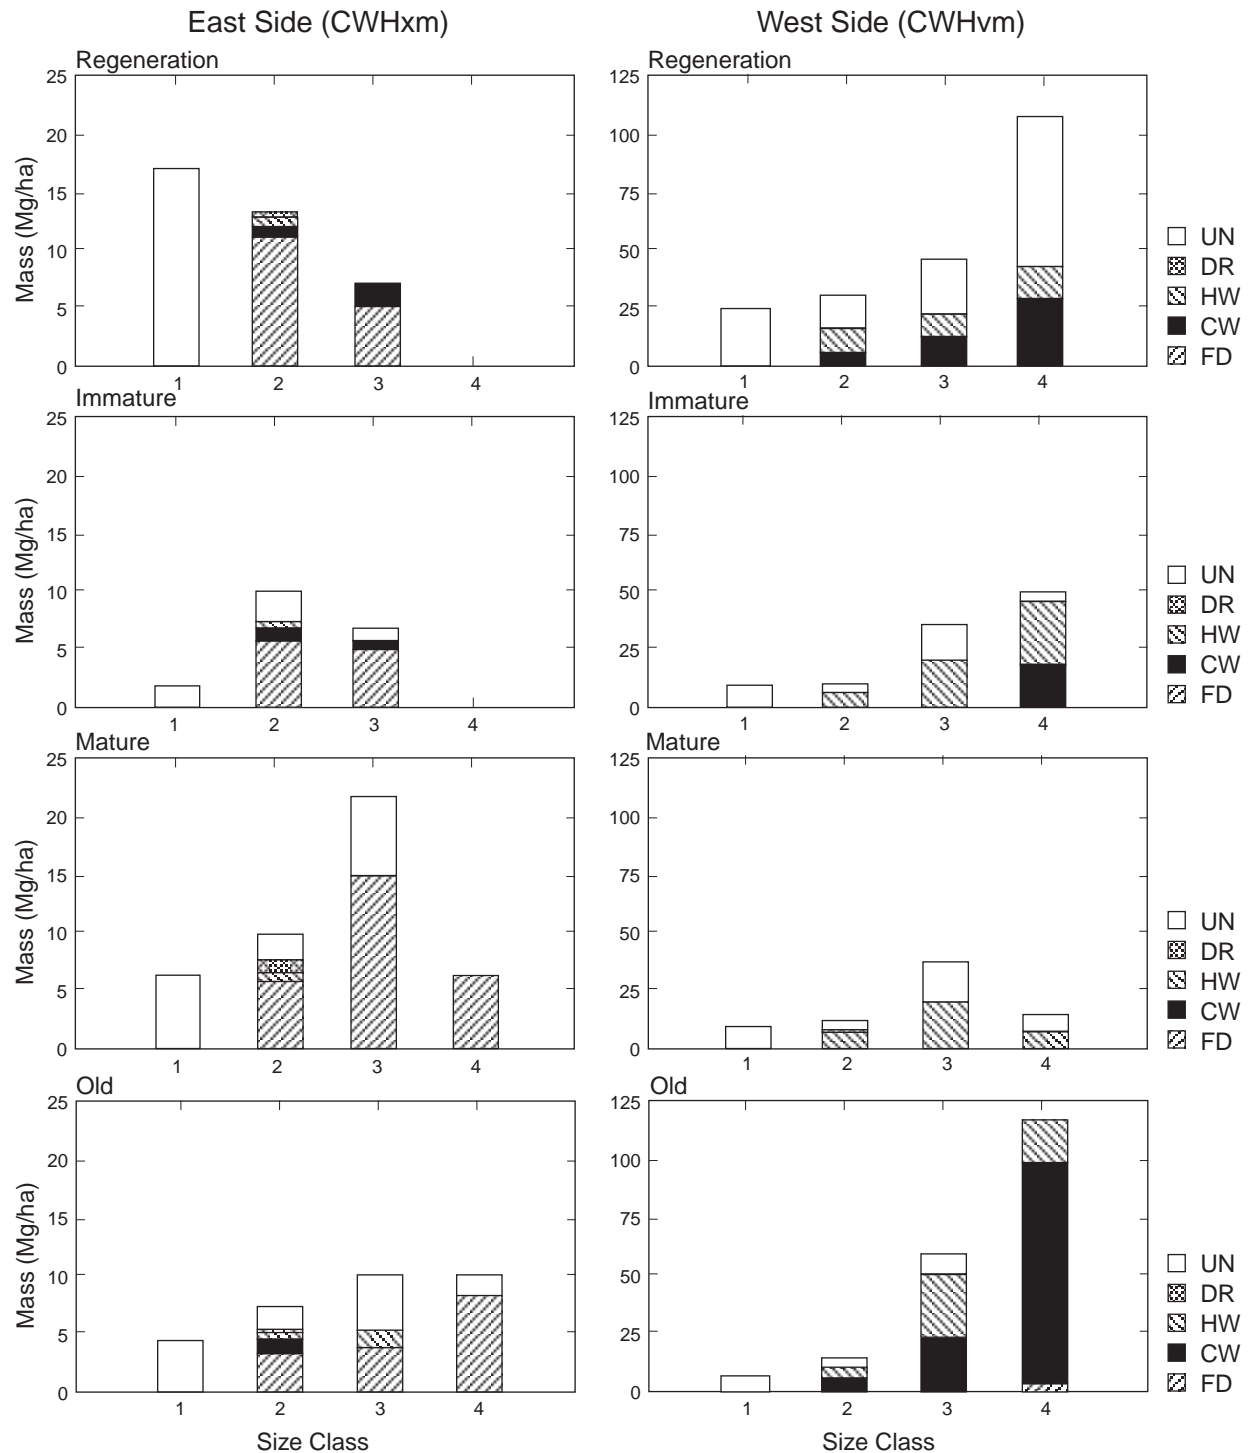 East Side (CWHxm)
West Side (CWHvm)
Regeneration
25
20
15
10
5
0
Mass (Mg/ha)
1 2 3 4
Regeneration
125
100
75
50
25
0
1 2 3 4
UN
DR
HW
CW
FD
Immature
25
20
15
10
5
0
Mass (Mg/ha)
1 2 3 4
Immature
125
100
75
50
25
0
1 2 3 4
UN
DR
HW
CW
FD
Mature
25
20
15
10
5
0
Mass (Mg/ha)
1 2 3 4
Mature
125
100
75
50
25
0
1 2 3 4
UN
DR
HW
CW
FD
Old
25
20
15
10
5
0
Mass (Mg/ha)
1 2 3 4
Size Class
Old
125
100
75
50
25
0
1 2 3 4
Size Class
UN
DR
HW
CW
FD